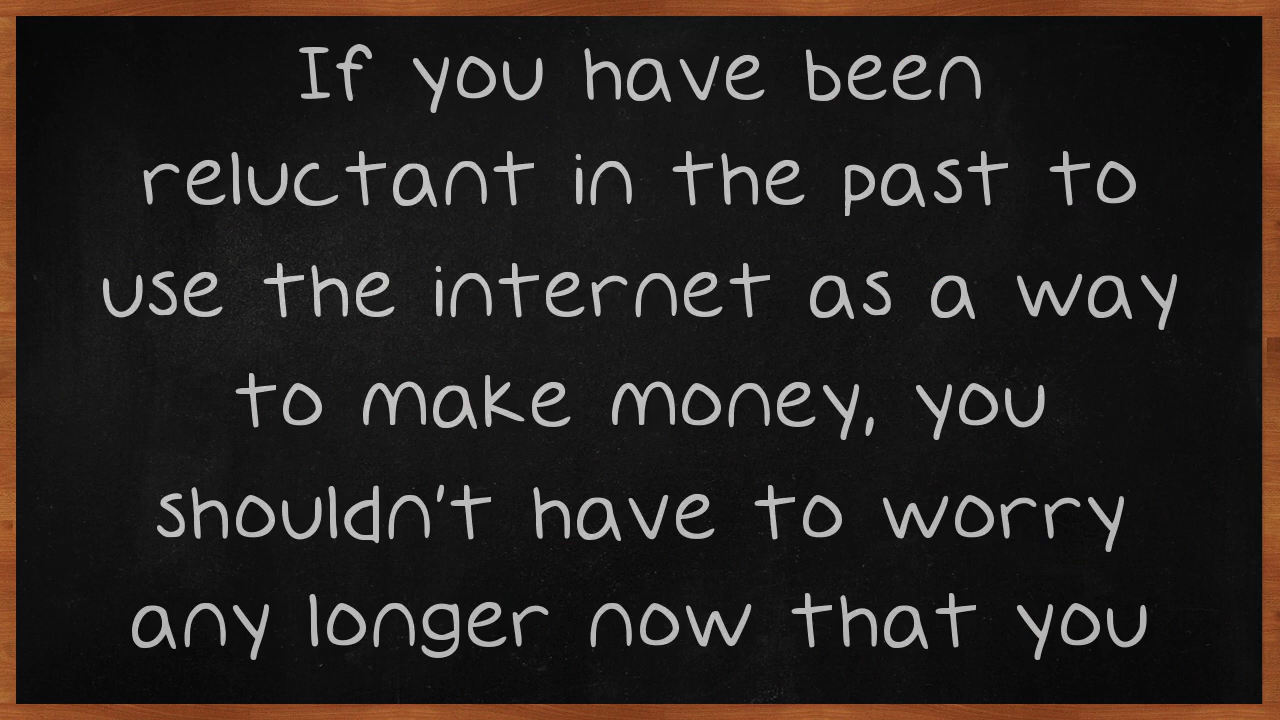 If you have been
reluctant in the past to
use the internet as a way
to make money, you
shouldn't have to worry
any longer now that you